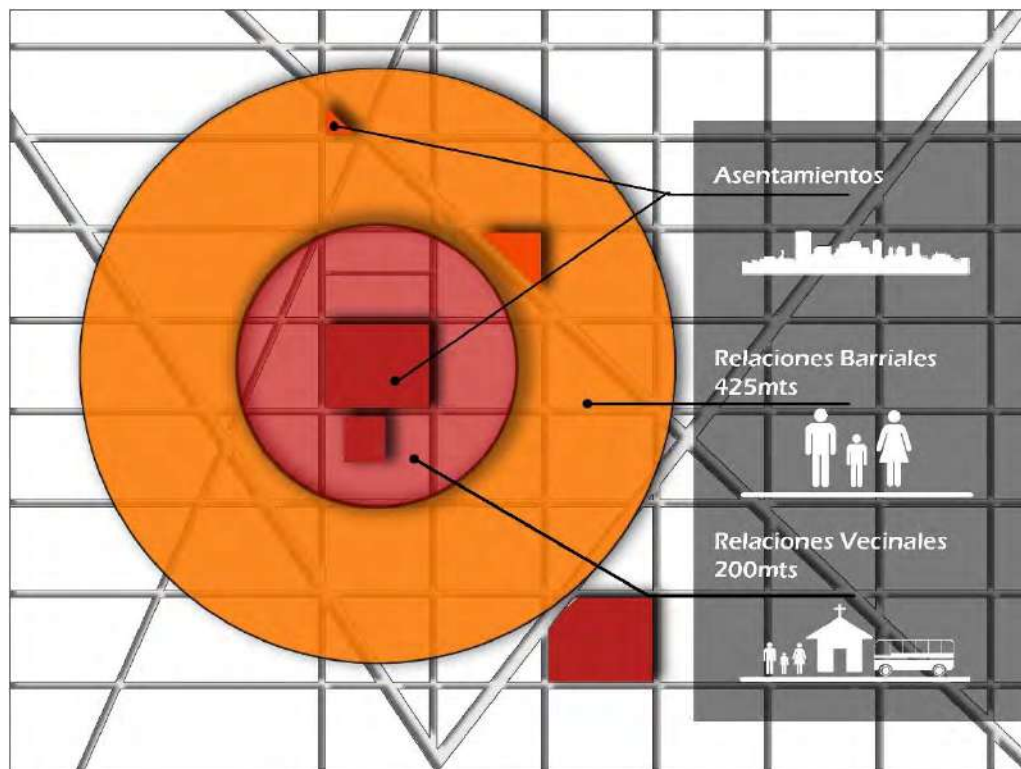 Asentamientos
Relaciones Barriales
425mts
Relaciones Vecinales
200mts